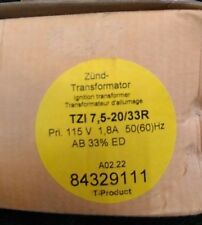 Zünd-
Transformator
Ignition transformer
Transformateur d'allumage
TZI 7,5-20/33R
Pri. 115 V 1,8A 50(60)Hz
AB 33% ED
A02.22
84329111
T-Product